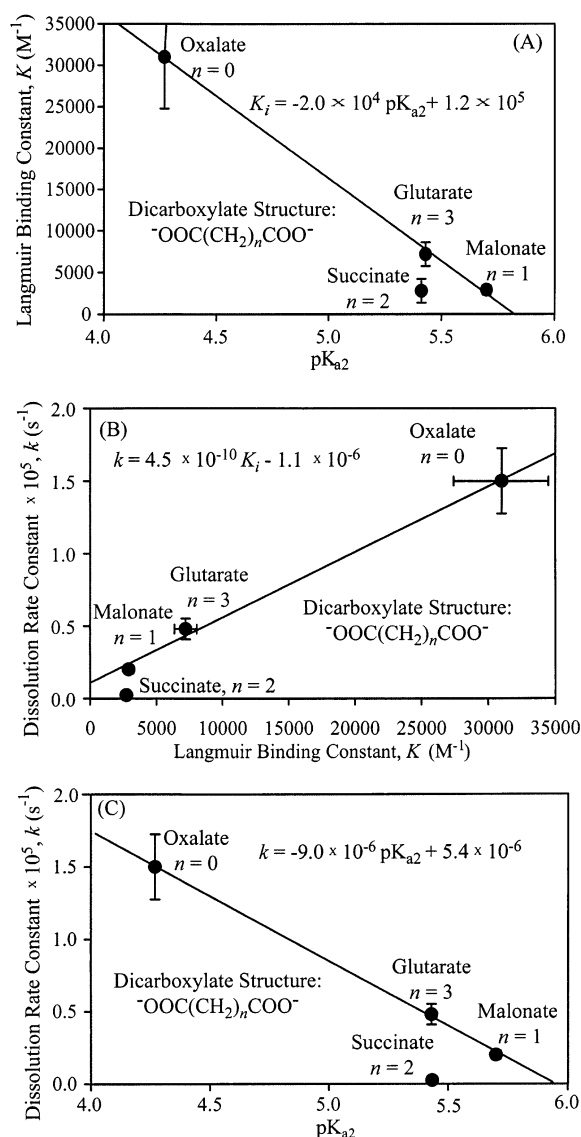 Langmuir Binding Constant, K (M⁻¹)
35000
30000
25000
20000
15000
10000
5000
0
(A)
Oxalate
n = 0
Kᵢ = -2.0 × 10⁴ pKₐ₂+ 1.2 × 10⁵
Dicarboxylate Structure:
⁻OOC(CH₂)ₙCOO⁻
Glutarate
n = 3
Malonate
n = 1
Succinate
n = 2
4.0 4.5 5.0 5.5 6.0
pKₐ₂
Dissolution Rate Constant × 10⁵, k (s⁻¹)
2.0
1.5
1.0
0.5
0.0
(B)
Oxalate
n = 0
k = 4.5 × 10⁻¹⁰ Kᵢ - 1.1 × 10⁻⁶
Glutarate
n = 3
Malonate
n = 1
Dicarboxylate Structure:
⁻OOC(CH₂)ₙCOO⁻
Succinate, n = 2
0 5000 10000 15000 20000 25000 30000 35000
Langmuir Binding Constant, K (M⁻¹)
Dissolution Rate Constant × 10⁵, k (s⁻¹)
2.0
1.5
1.0
0.5
0.0
(C)
Oxalate
n = 0
k = -9.0 × 10⁻⁶ pKₐ₂ + 5.4 × 10⁻⁶
Dicarboxylate Structure:
⁻OOC(CH₂)ₙCOO⁻
Glutarate
n = 3
Malonate
n = 1
Succinate
n = 2
4.0 4.5 5.0 5.5 6.0
pKₐ₂